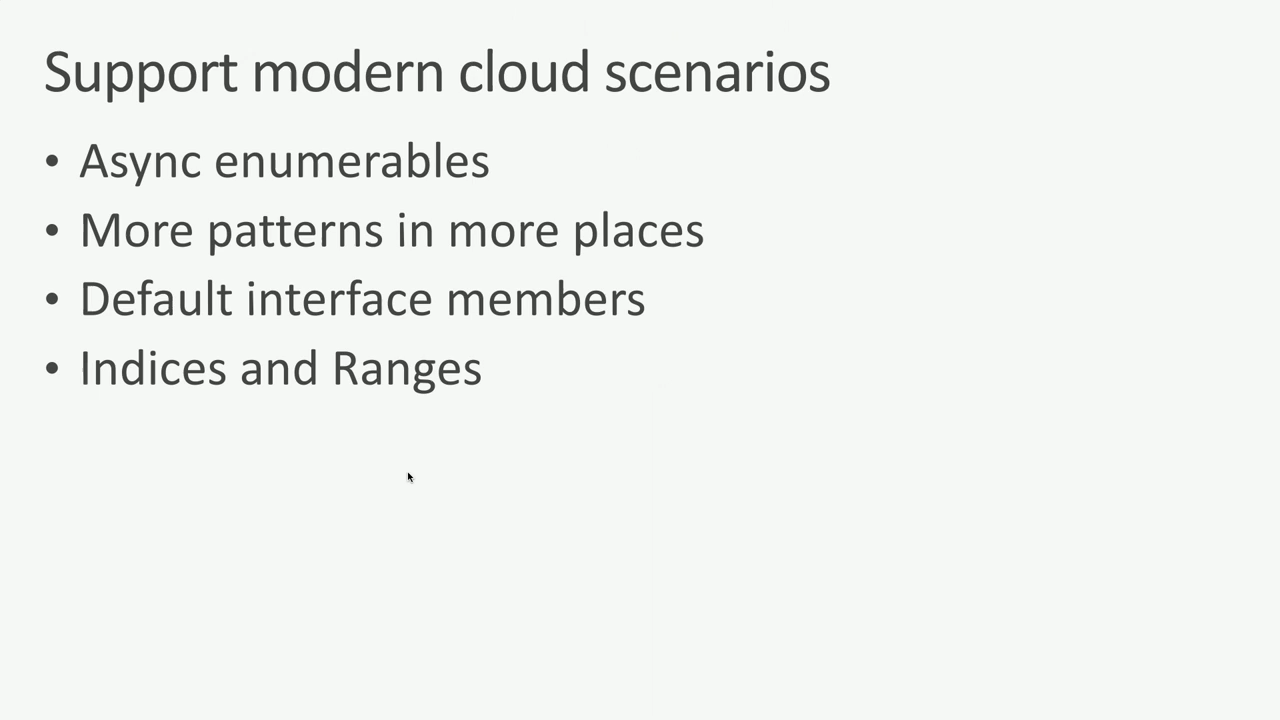 Support modern cloud scenarios
• Async enumerables
• More patterns in more places
• Default interface members
• Indices and Ranges